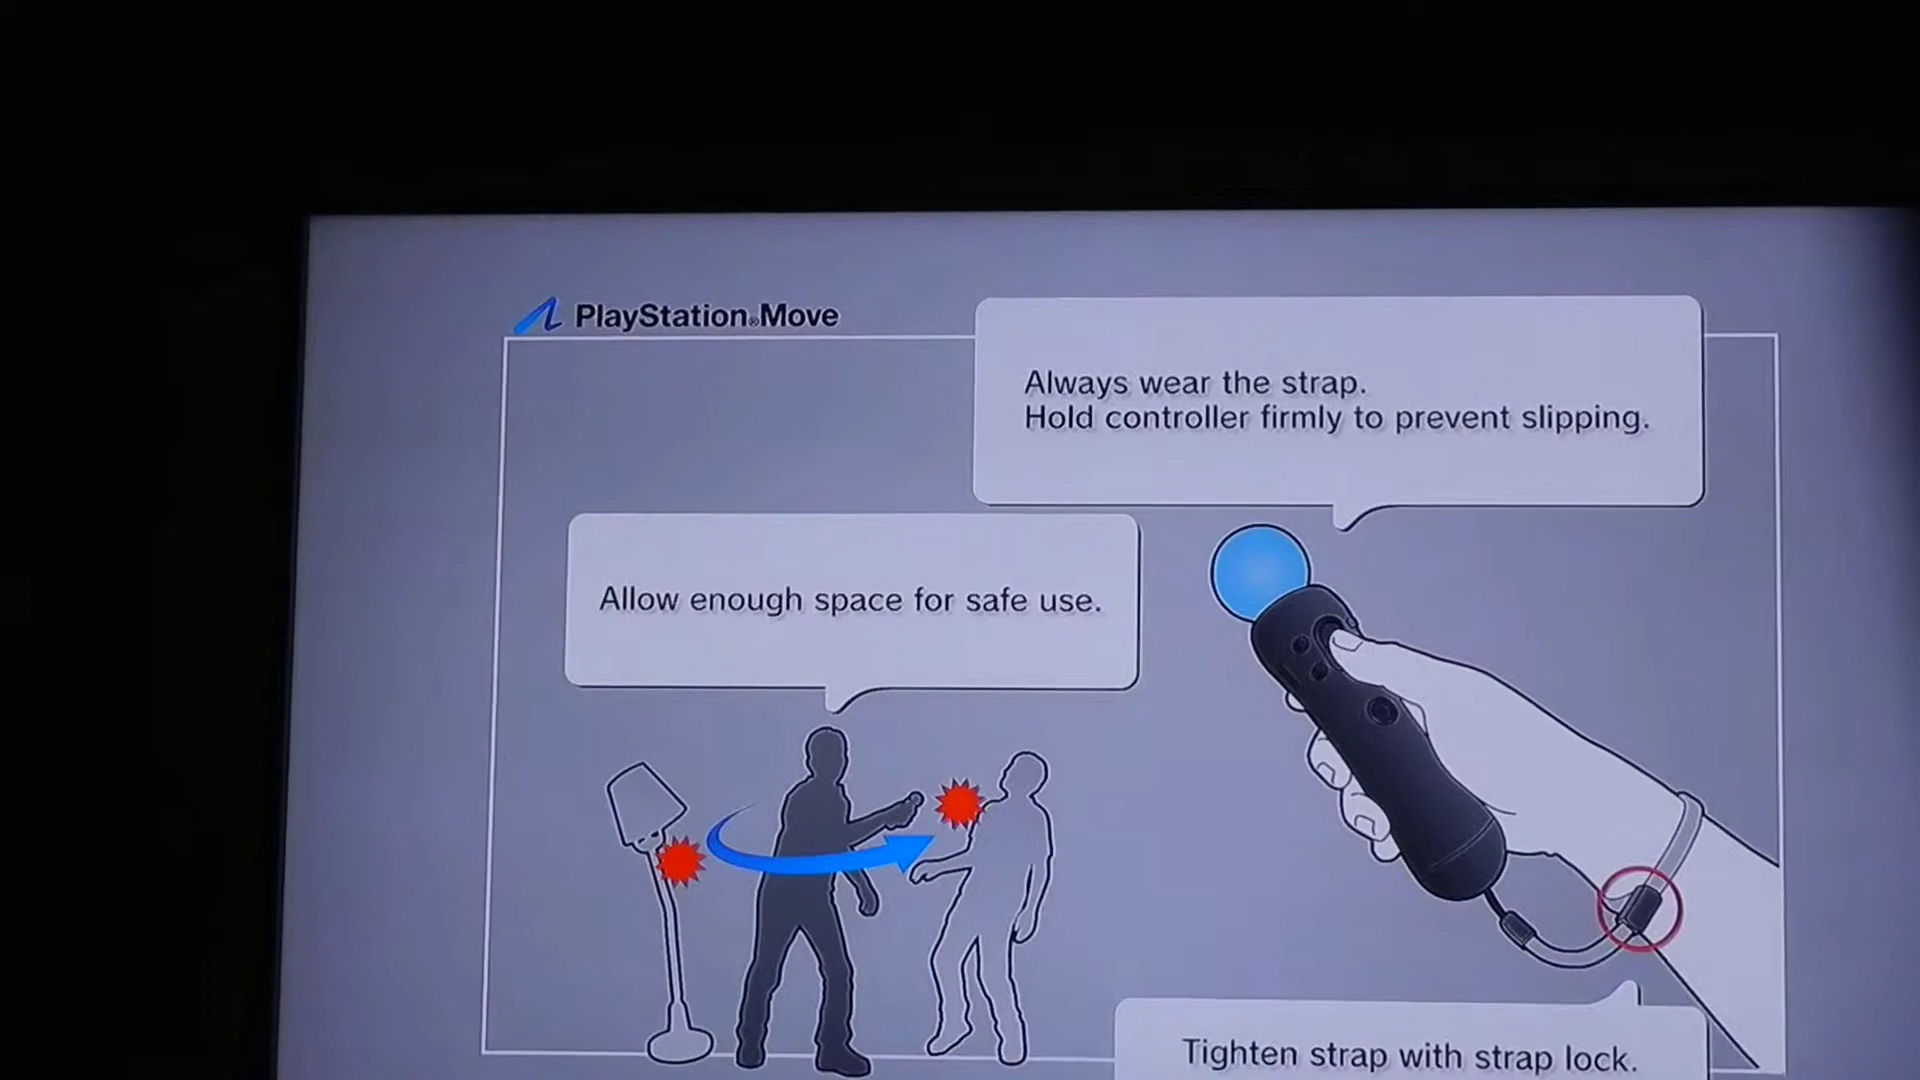 PlayStation®Move
Always wear the strap.
Hold controller firmly to prevent slipping.
Allow enough space for safe use.
Tighten strap with strap lock.